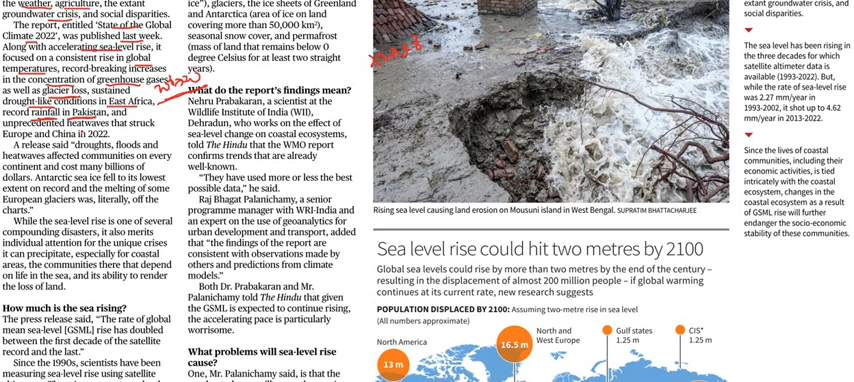 the weather, agriculture, the extant
groundwater crisis, and social disparities.
The report, entitled ‘State of the Global
Climate 2022’, was published last week.
Along with accelerating sea-level rise, it
focused on a consistent rise in global
temperatures, record-breaking increases
in the concentration of greenhouse gases
as well as glacier loss, sustained
drought-like conditions in East Africa,
record rainfall in Pakistan, and
unprecedented heatwaves that struck
Europe and China in 2022.
A release said “droughts, floods and
heatwaves affected communities on every
continent and cost many billions of
dollars. Antarctic sea ice fell to its lowest
extent on record and the melting of some
European glaciers was, literally, off the
charts.”
While the sea-level rise is one of several
compounding disasters, it also merits
individual attention for the unique crises
it can precipitate, especially for coastal
areas, the communities there that depend
on life in the sea, and its ability to render
the loss of land.
How much is the sea rising?
The press release said, “The rate of global
mean sea-level [GSML] rise has doubled
between the first decade of the satellite
record and the last.”
Since the 1990s, scientists have been
measuring sea-level rise using satellite
ice”), glaciers, the ice sheets of Greenland
and Antarctica (area of ice on land
covering more than 50,000 km²),
seasonal snow cover, and permafrost
(mass of land that remains below 0
degree Celsius for at least two straight
years).
What do the report’s findings mean?
Nehru Prabakaran, a scientist at the
Wildlife Institute of India (WII),
Dehradun, who works on the effect of
sea-level change on coastal ecosystems,
told The Hindu that the WMO report
confirms trends that are already
well-known.
“They have used more or less the best
possible data,” he said.
Raj Bhagat Palanichamy, a senior
programme manager with WRI-India and
an expert on the use of geoanalytics for
urban development and transport, added
that “the findings of the report are
consistent with observations made by
others and predictions from climate
models.”
Both Dr. Prabakaran and Mr.
Palanichamy told The Hindu that given
the GSML is expected to continue rising,
the accelerating pace is particularly
worrisome.
What problems will sea-level rise
cause?
One, Mr. Palanichamy said, is that the
Rising sea level causing land erosion on Mousuni island in West Bengal. SUPRATIM BHATTACHARJEE
Sea level rise could hit two metres by 2100
Global sea levels could rise by more than two metres by the end of the century –
resulting in the displacement of almost 200 million people – if global warming
continues at its current rate, new research suggests
POPULATION DISPLACED BY 2100: Assuming two-metre rise in sea level
(All numbers approximate)
North America
13 m
16.5 m
North and
West Europe
Gulf states
1.25 m
CIS*
1.25 m
extant groundwater crisis, and
social disparities.
The sea level has been rising in
the three decades for which
satellite altimeter data is
available (1993-2022). But,
while the rate of sea-level rise
was 2.27 mm/year in
1993-2002, it shot up to 4.62
mm/year in 2013-2022.
Since the lives of coastal
communities, including their
economic activities, is tied
intricately with the coastal
ecosystem, changes in the
coastal ecosystem as a result
of GSML rise will further
endanger the socio-economic
stability of these communities.